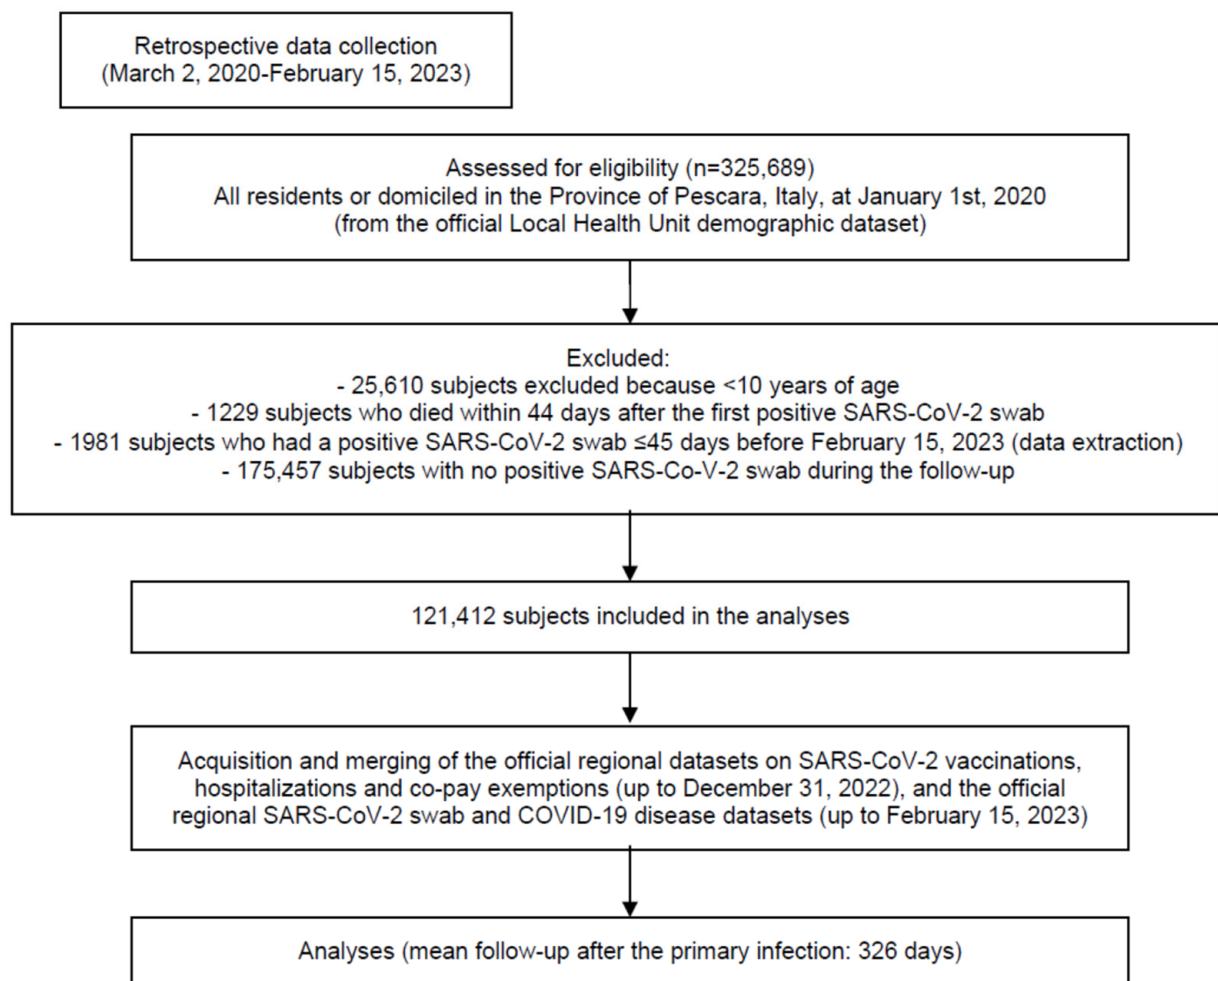 Retrospective data collection
(March 2, 2020-February 15, 2023)
Assessed for eligibility (n=325,689)
All residents or domiciled in the Province of Pescara, Italy, at January 1st, 2020
(from the official Local Health Unit demographic dataset)
Excluded:
- 25,610 subjects excluded because <10 years of age
- 1229 subjects who died within 44 days after the first positive SARS-CoV-2 swab
- 1981 subjects who had a positive SARS-CoV-2 swab ≤45 days before February 15, 2023 (data extraction)
- 175,457 subjects with no positive SARS-Co-V-2 swab during the follow-up
121,412 subjects included in the analyses
Acquisition and merging of the official regional datasets on SARS-CoV-2 vaccinations,
hospitalizations and co-pay exemptions (up to December 31, 2022), and the official
regional SARS-CoV-2 swab and COVID-19 disease datasets (up to February 15, 2023)
Analyses (mean follow-up after the primary infection: 326 days)